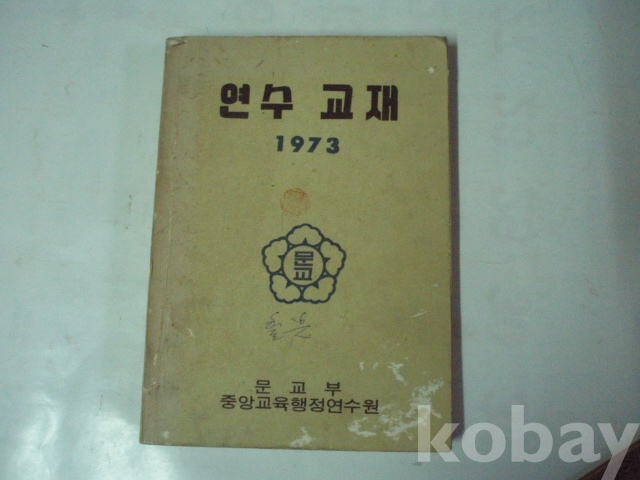 연수 교재
1973
문교
문 교 부
중앙교육행정연수원
kobay